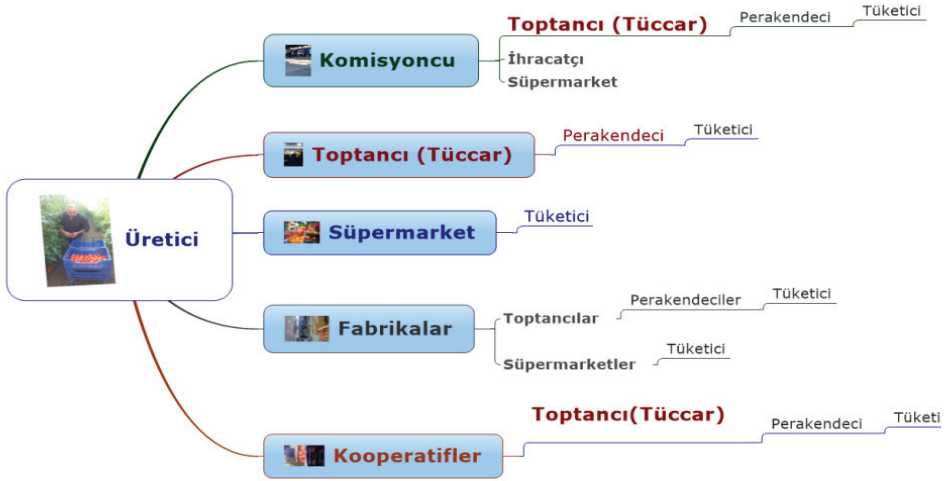 Toptancı (Tüccar)
Perakendeci
Tüketici
Komisyoncu
İhracatçı
Süpermarket
Toptancı (Tüccar)
Perakendeci
Tüketici
Üretici
Süpermarket
Tüketici
Fabrikalar
Toptancılar
Perakendeciler
Tüketici
Süpermarketler
Tüketici
Kooperatifler
Toptancı(Tüccar)
Perakendeci
Tüketi